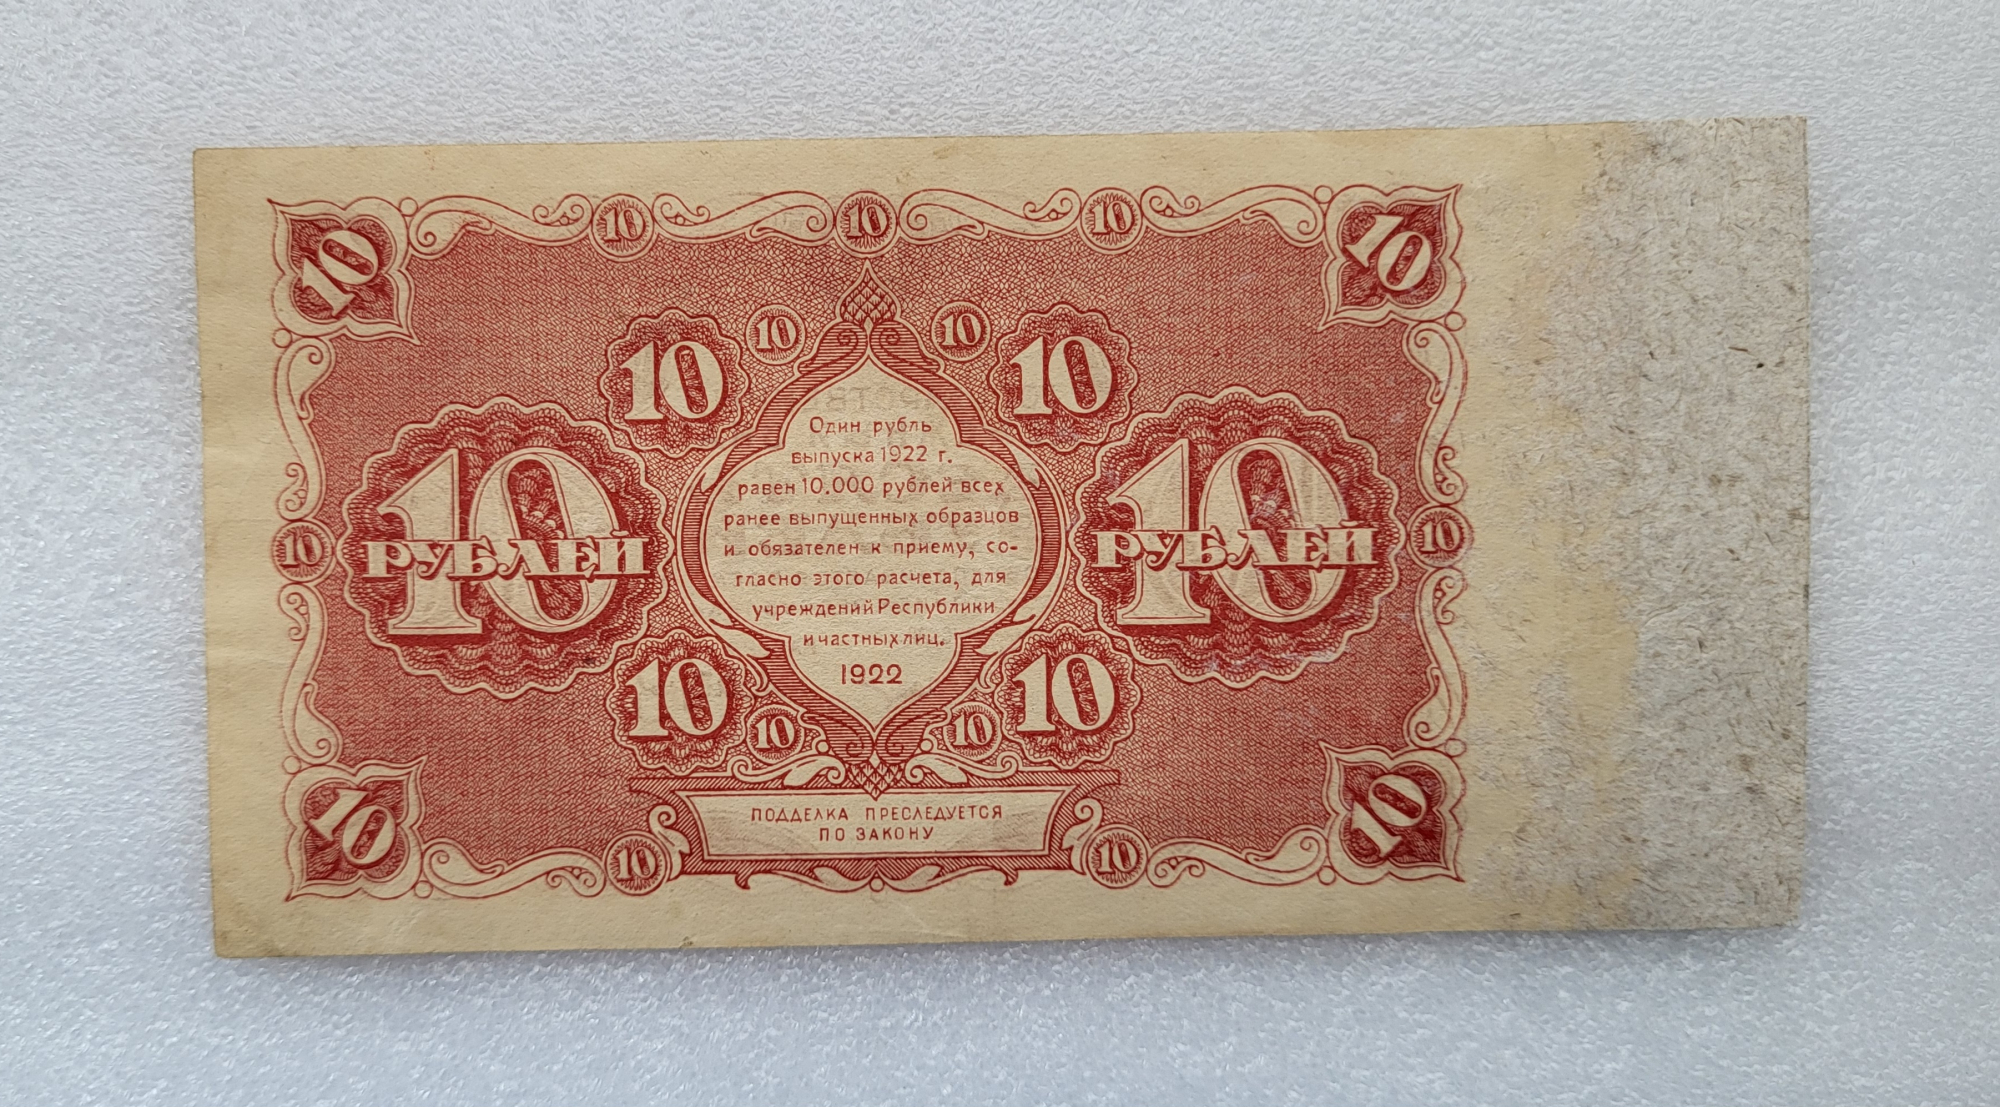 10 10 10 10 10
10 10 10 10
Один рубль
выпуска 1922 г.
равен 10.000 рублей всех
ранее выпущенных образцов
и обязателен к приему, со-
гласно этого расчета, для
учреждений Республики
и частных лиц.
1922
10 РУБЛЕЙ
10 РУБЛЕЙ
10 10
10 10 10 10
ПОДДЕЛКА ПРЕСЛЕДУЕТСЯ
ПО ЗАКОНУ
10 10 10 10